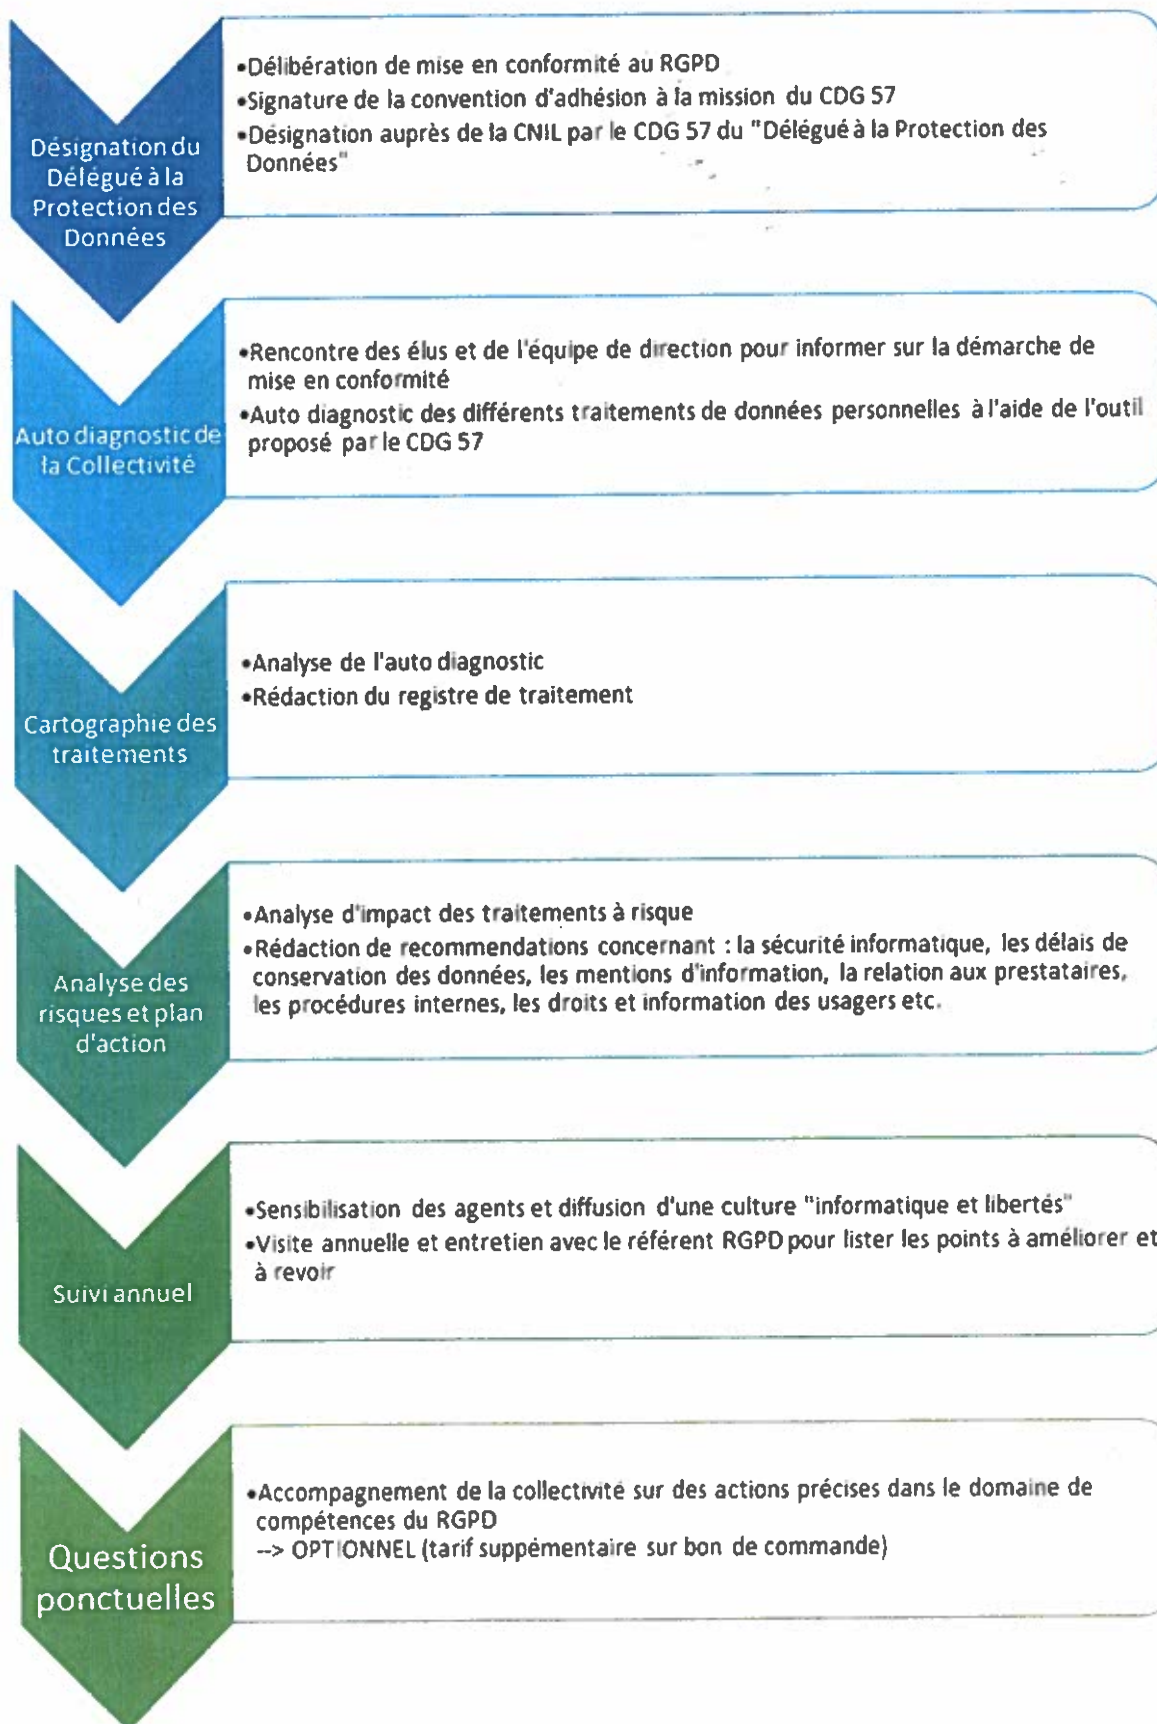 Désignation du
Délégué à la
Protection des
Données
•Délibération de mise en conformité au RGPD
•Signature de la convention d'adhésion à la mission du CDG 57
•Désignation auprès de la CNIL par le CDG 57 du "Délégué à la Protection des
Données"
Auto diagnostic de
la Collectivité
•Rencontre des élus et de l'équipe de direction pour informer sur la démarche de
mise en conformité
•Auto diagnostic des différents traitements de données personnelles à l'aide de l'outil
proposé par le CDG 57
Cartographie des
traitements
•Analyse de l'auto diagnostic
•Rédaction du registre de traitement
Analyse des
risques et plan
d'action
•Analyse d'impact des traitements à risque
•Rédaction de recommendations concernant : la sécurité informatique, les délais de
conservation des données, les mentions d'information, la relation aux prestataires,
les procédures internes, les droits et information des usagers etc.
Suivi annuel
•Sensibilisation des agents et diffusion d'une culture "informatique et libertés"
•Visite annuelle et entretien avec le référent RGPD pour lister les points à améliorer et
à revoir
Questions
ponctuelles
•Accompagnement de la collectivité sur des actions précises dans le domaine de
compétences du RGPD
--> OPTIONNEL (tarif suppémentaire sur bon de commande)